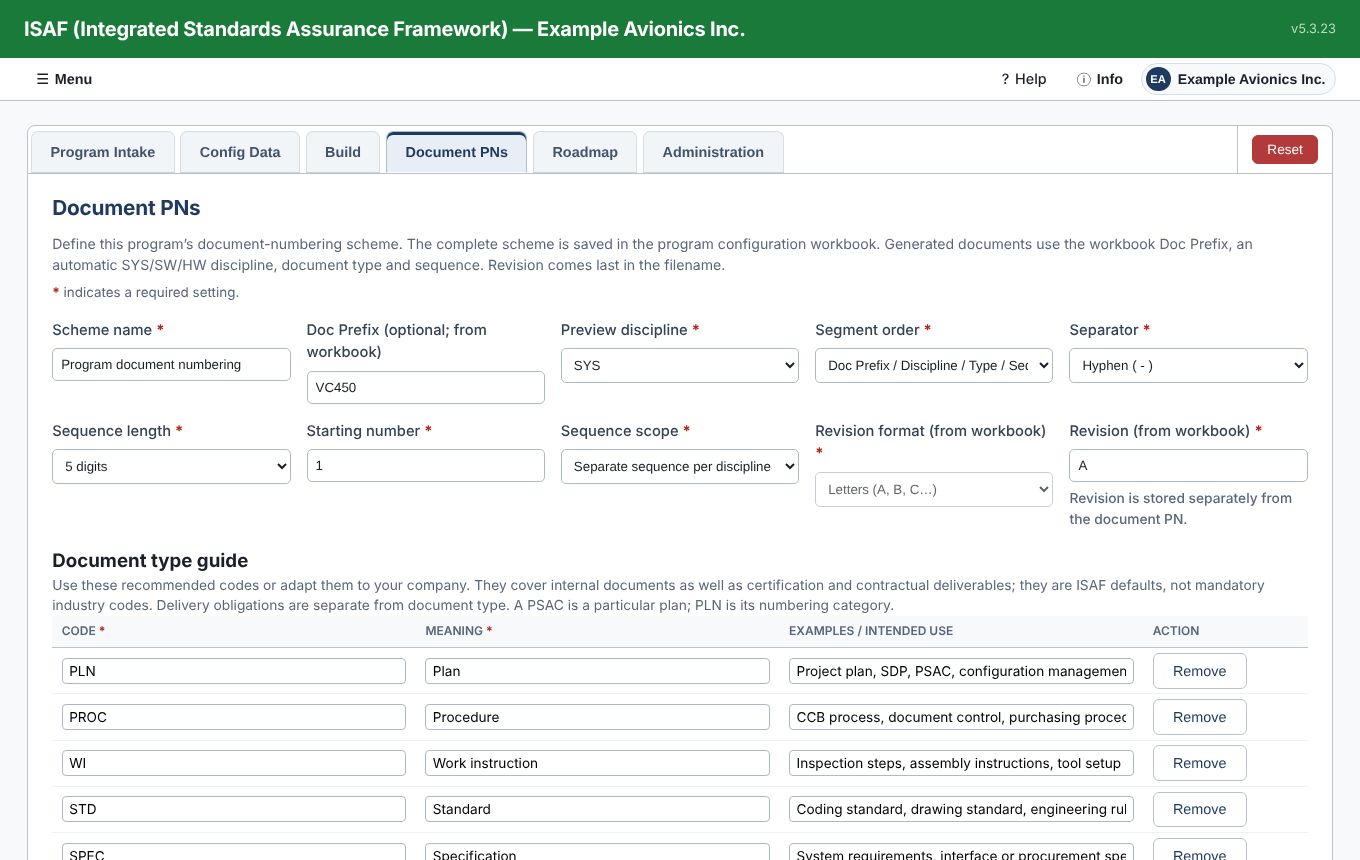 ISAF (Integrated Standards Assurance Framework) — Example Avionics Inc.
v5.3.23
☰ Menu
? Help
ⓘ Info
EA
Example Avionics Inc.
Program Intake
Config Data
Build
Document PNs
Roadmap
Administration
Reset
Document PNs
Define this program's document-numbering scheme. The complete scheme is saved in the program configuration workbook. Generated documents use the workbook Doc Prefix, an
automatic SYS/SW/HW discipline, document type and sequence. Revision comes last in the filename.
* indicates a required setting.
Scheme name *
Program document numbering
Doc Prefix (optional; from
workbook)
VC450
Preview discipline *
SYS
Segment order *
Doc Prefix / Discipline / Type / Sec
Separator *
Hyphen ( - )
Sequence length *
5 digits
Starting number *
1
Sequence scope *
Separate sequence per discipline
Revision format (from workbook)
*
Letters (A, B, C…)
Revision (from workbook) *
A
Revision is stored separately from
the document PN.
Document type guide
Use these recommended codes or adapt them to your company. They cover internal documents as well as certification and contractual deliverables; they are ISAF defaults, not mandatory
industry codes. Delivery obligations are separate from document type. A PSAC is a particular plan; PLN is its numbering category.
CODE * MEANING * EXAMPLES / INTENDED USE ACTION
PLN Plan Project plan, SDP, PSAC, configuration managemen Remove
PROC Procedure CCB process, document control, purchasing proced Remove
WI Work instruction Inspection steps, assembly instructions, tool setup Remove
STD Standard Coding standard, drawing standard, engineering rul Remove
SPEC Specification System requirements, interface or procurement spe Remove